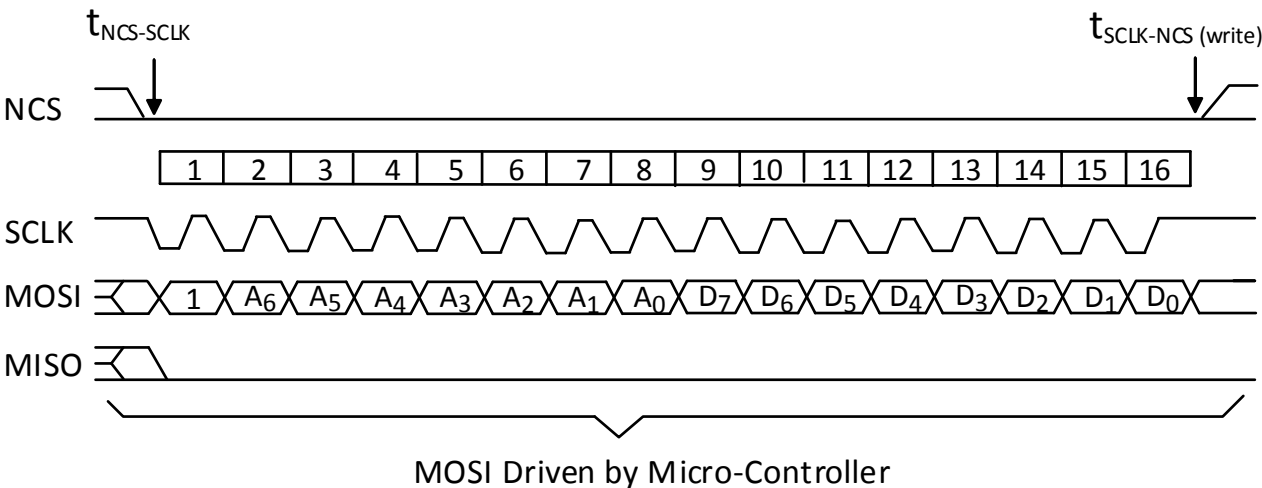 tNCS-SCLK tSCLK-NCS (write)
NCS
1 2 3 4 5 6 7 8 9 10 11 12 13 14 15 16
SCLK
MOSI 1 A6 A5 A4 A3 A2 A1 A0 D7 D6 D5 D4 D3 D2 D1 D0
MISO
MOSI Driven by Micro-Controller